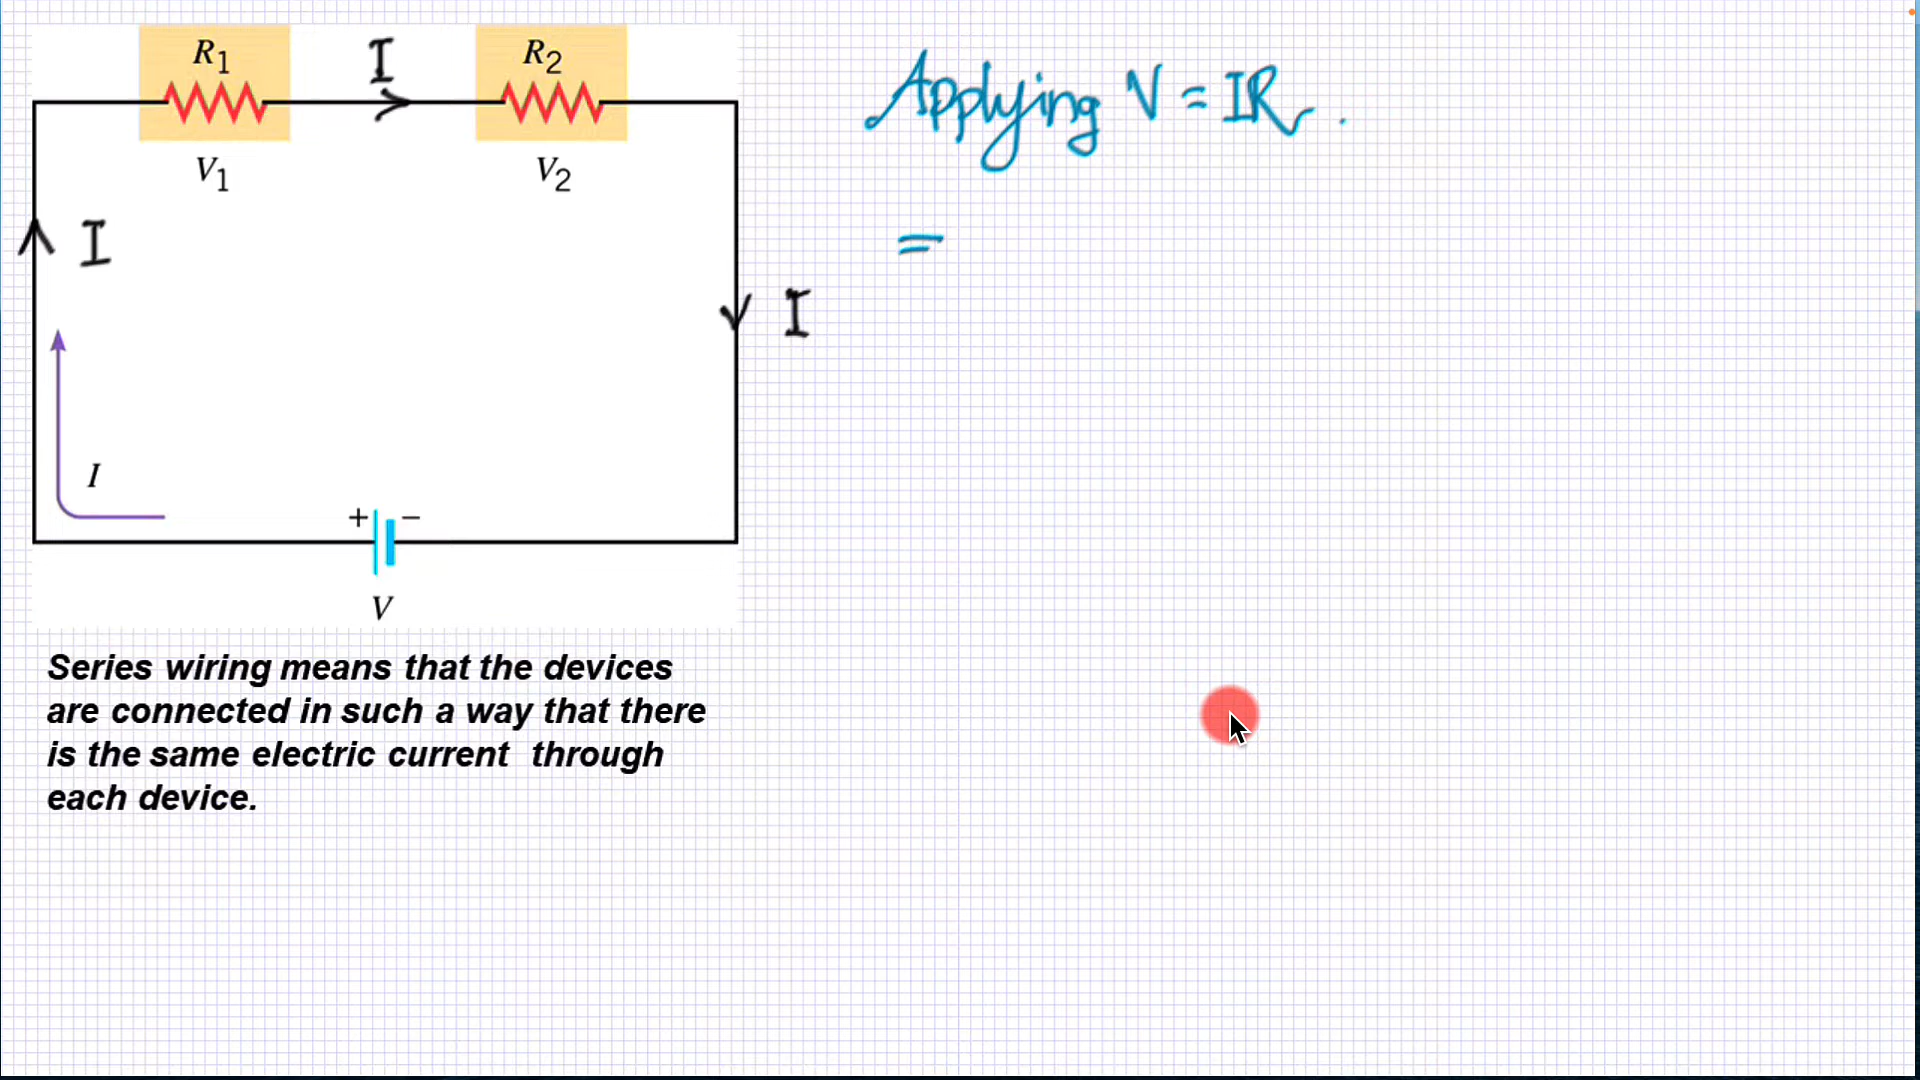 R1 I R2
V1 V2
I
I
I
+ −
V
Series wiring means that the devices
are connected in such a way that there
is the same electric current through
each device.
Applying V = IR.
=